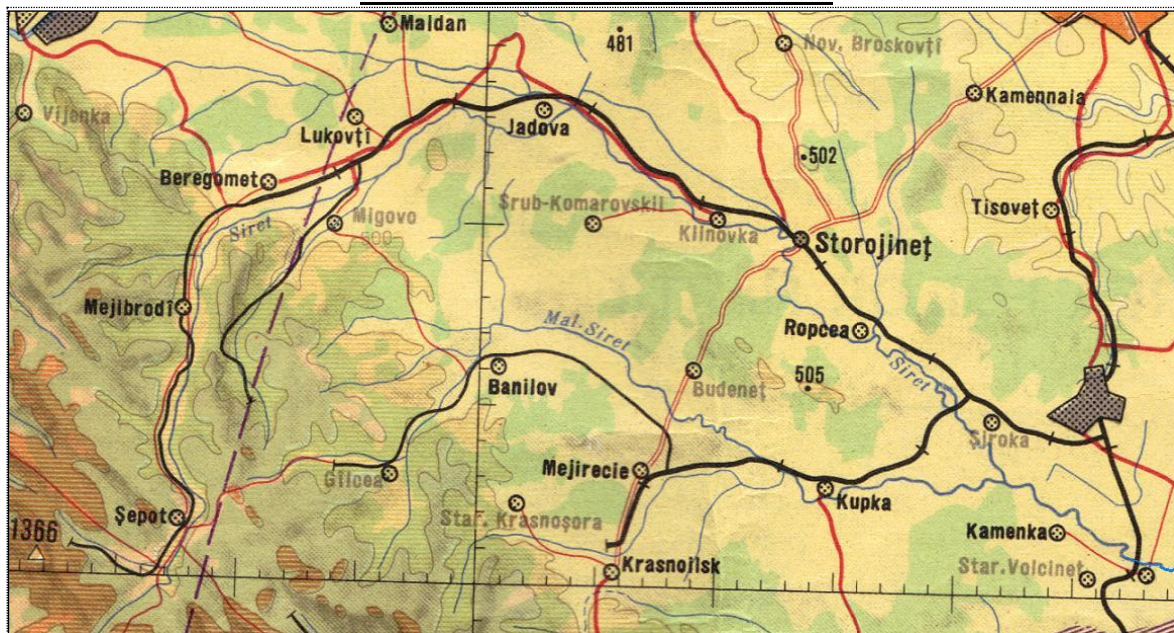 Maidan
481
Nov. Broskovţi
Vijenka
Kamennaia
Lukovţi
Jadova
502
Beregomet
Siret
Migovo
500
Srub-Komarovskii
Klinovka
Tisoveţ
Storojineţ
Mejibrodî
Mal-Siret
Ropcea
Siret
Banilov
Budeneţ
505
Şiroka
Gilcea
Mejirecie
Kupka
Şepot
Star. Krasnoşora
1366
Kamenka
Krasnoilsk
Star. Volcineţ